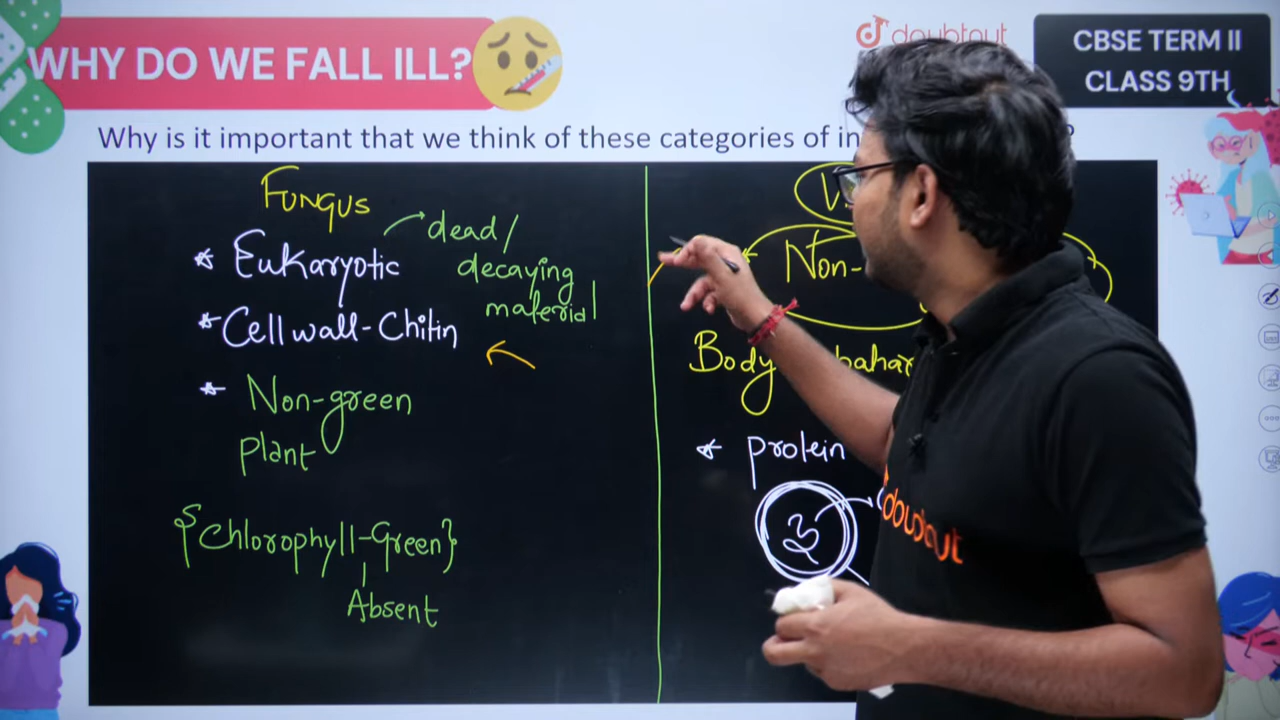 WHY DO WE FALL ILL?
doubtnut
CBSE TERM II
CLASS 9TH
Why is it important that we think of these categories of
FUNGUS
* Eukaryotic
dead/
decaying
material
* Cell wall-Chitin
* Non-green
plant
{Chlorophyll-Green}
Absent
Non-
Body
bahar
* protein
doubtnut